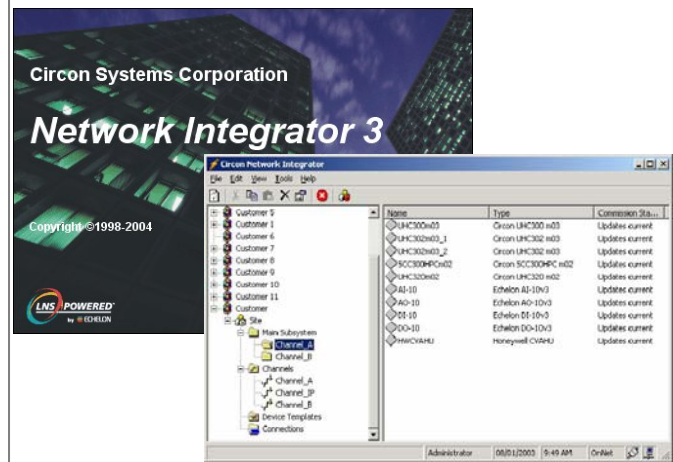 Circon Systems Corporation
Network Integrator 3
Copyright ©1998-2004
LNS POWERED
by ECHELON
Circon Network Integrator
File Edit View Tools Help
Customer 5
Customer 1
Customer 6
Customer 7
Customer 8
Customer 9
Customer 10
Customer 11
Customer
Site
Main Subsystem
Channel_A
Channel_B
Channels
Channel_A
Channel_IP
Channel_B
Device Templates
Connections
Name Type Commission Sta...
UHC300m03 Circon UHC300 m03 Updates current
UHC302m03_1 Circon UHC302 m03 Updates current
UHC302m03_2 Circon UHC302 m03 Updates current
SCC300HPCm02 Circon SCC300HPC m02 Updates current
UHC320m02 Circon UHC320 m02 Updates current
AI-10 Echelon AI-10v3 Updates current
AO-10 Echelon AO-10v3 Updates current
DI-10 Echelon DI-10v3 Updates current
DO-10 Echelon DO-10v3 Updates current
HWCVAHU Honeywell CVAHU Updates current
Administrator 08/01/2003 9:49 AM OnNet